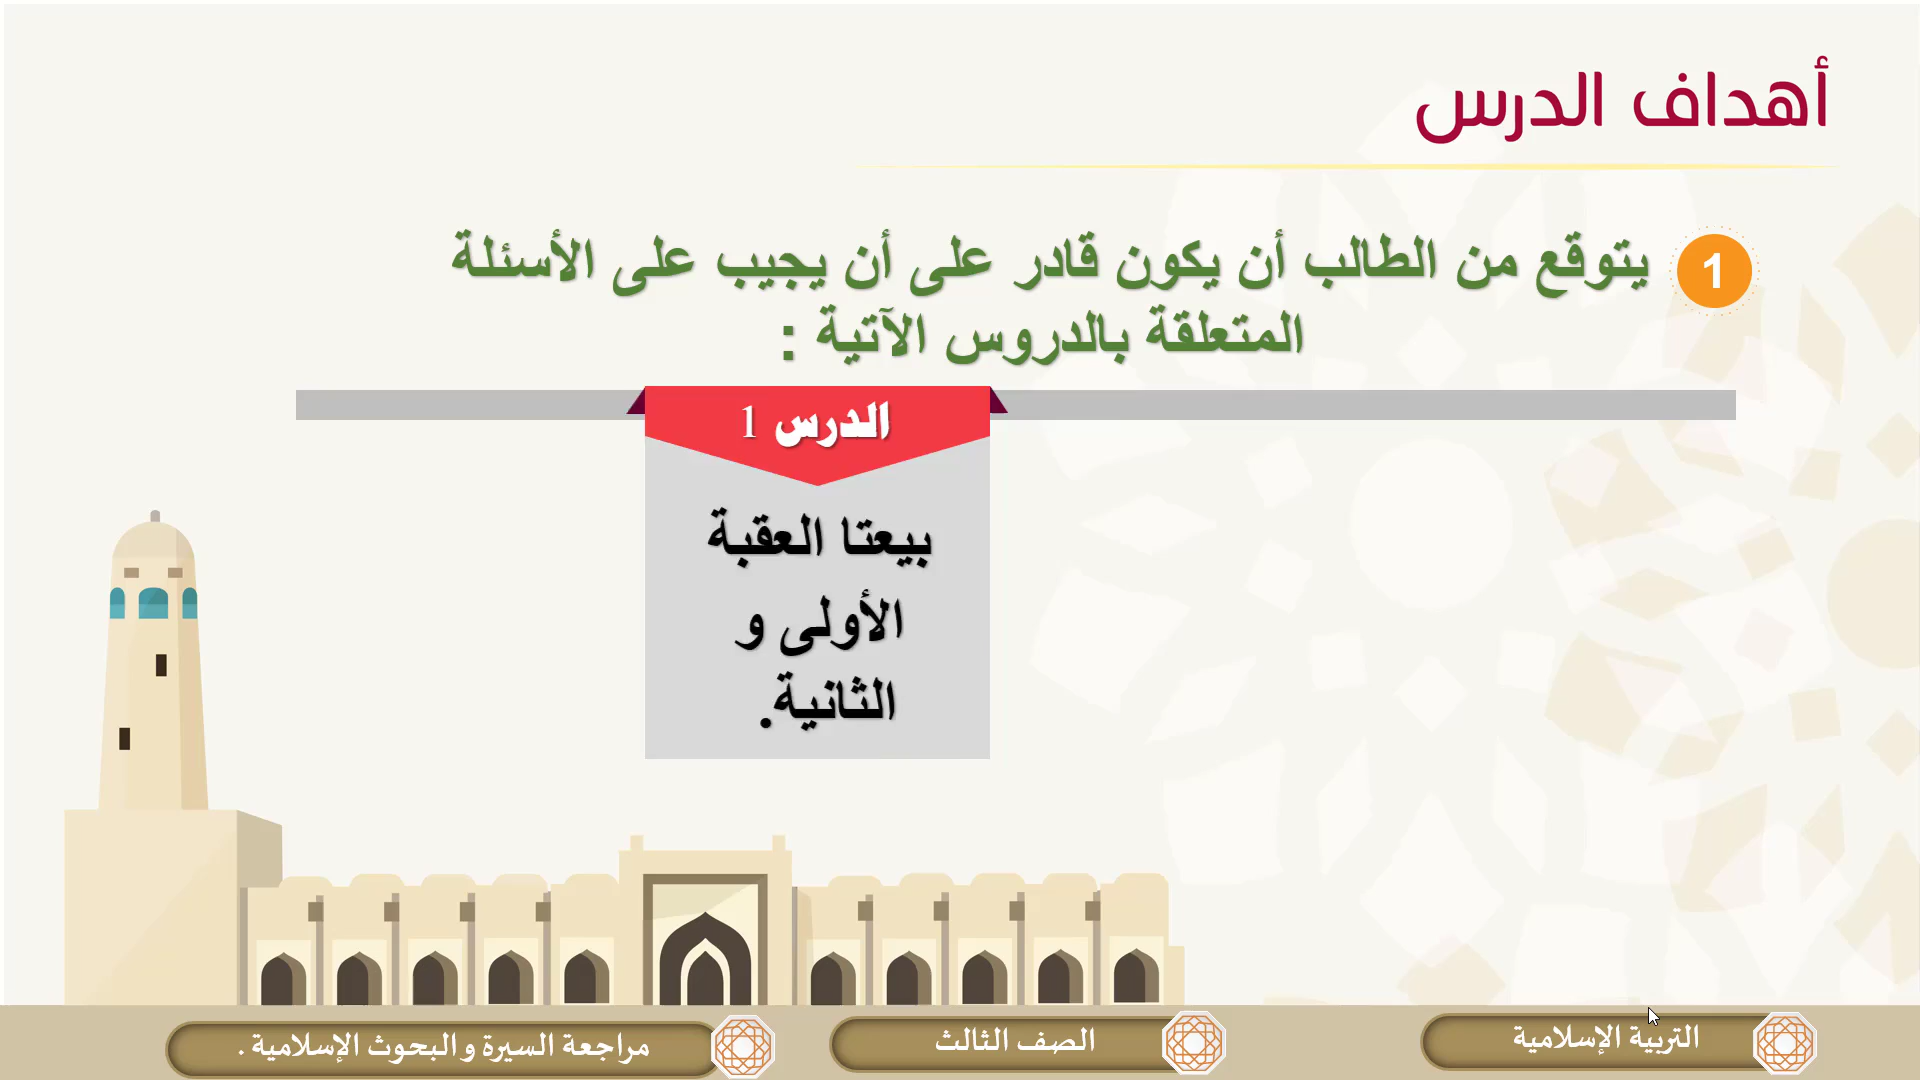 أهداف الدرس
1
يتوقع من الطالب أن يكون قادر على أن يجيب على الأسئلة
المتعلقة بالدروس الآتية :
الدرس 1
بيعتا العقبة
الأولى و
الثانية.
التربية الإسلامية
الصف الثالث
مراجعة السيرة والبحوث الإسلامية .